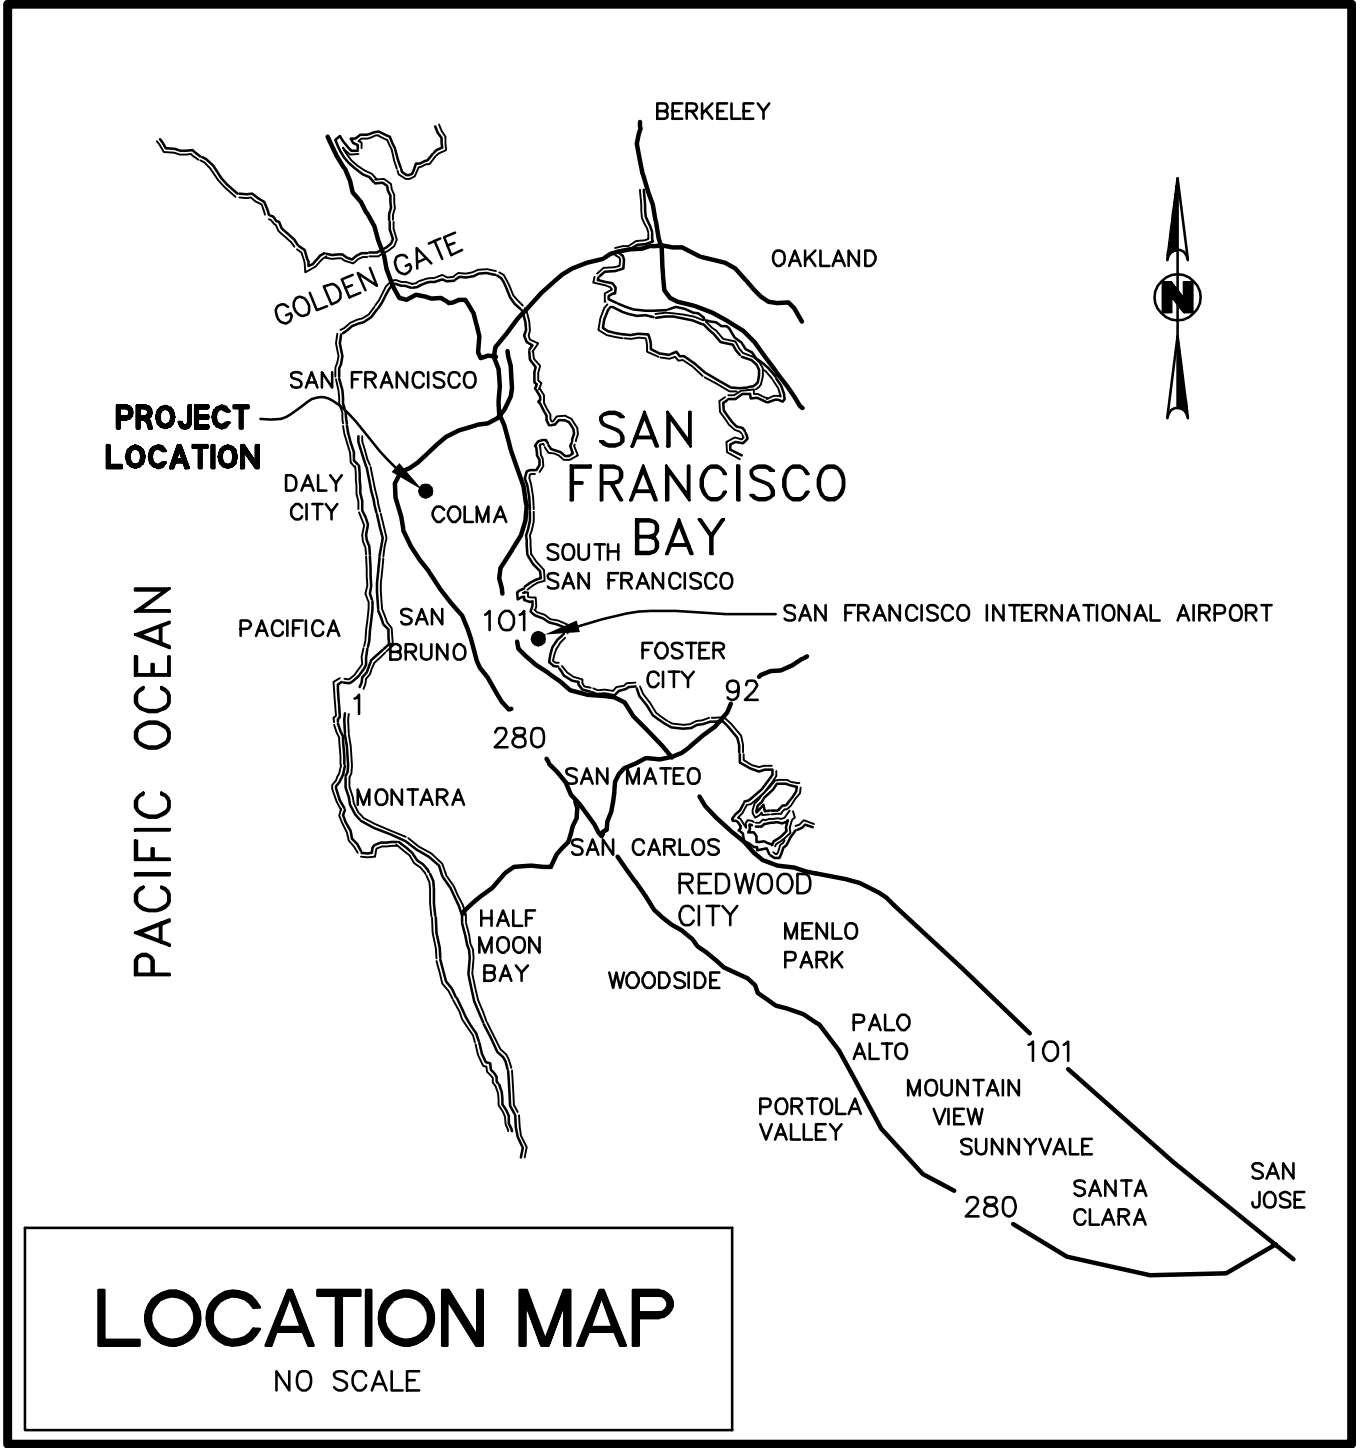 BERKELEY
OAKLAND
GOLDEN GATE
N
SAN FRANCISCO
PROJECT
LOCATION
SAN
FRANCISCO
BAY
DALY
CITY
COLMA
SOUTH
SAN FRANCISCO
PACIFIC OCEAN
PACIFICA
SAN
BRUNO
101
SAN FRANCISCO INTERNATIONAL AIRPORT
FOSTER
CITY
92
1
280
SAN MATEO
MONTARA
SAN CARLOS
REDWOOD
CITY
HALF
MOON
BAY
MENLO
PARK
WOODSIDE
PALO
ALTO
101
MOUNTAIN
VIEW
PORTOLA
VALLEY
SUNNYVALE
SANTA
CLARA
SAN
JOSE
280
LOCATION MAP
NO SCALE